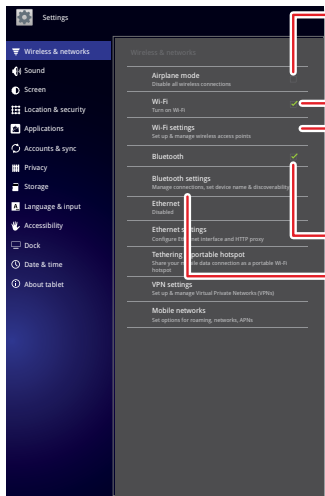 Settings
Wireless & networks
Sound
Screen
Location & security
Applications
Accounts & sync
Privacy
Storage
Language & input
Accessibility
Dock
Date & time
About tablet
Wireless & networks
Airplane mode
Disable all wireless connections
Wi-Fi
Turn on Wi-Fi
Wi-Fi settings
Set up & manage wireless access points
Bluetooth
Bluetooth settings
Manage connections, set device name & discoverability
Ethernet
Disabled
Ethernet settings
Configure Ethernet interface and HTTP proxy
Tethering portable hotspot
Share your mobile data connection as a portable Wi-Fi
hotspot
VPN settings
Set up & manage Virtual Private Networks (VPNs)
Mobile networks
Set options for roaming, networks, APNs